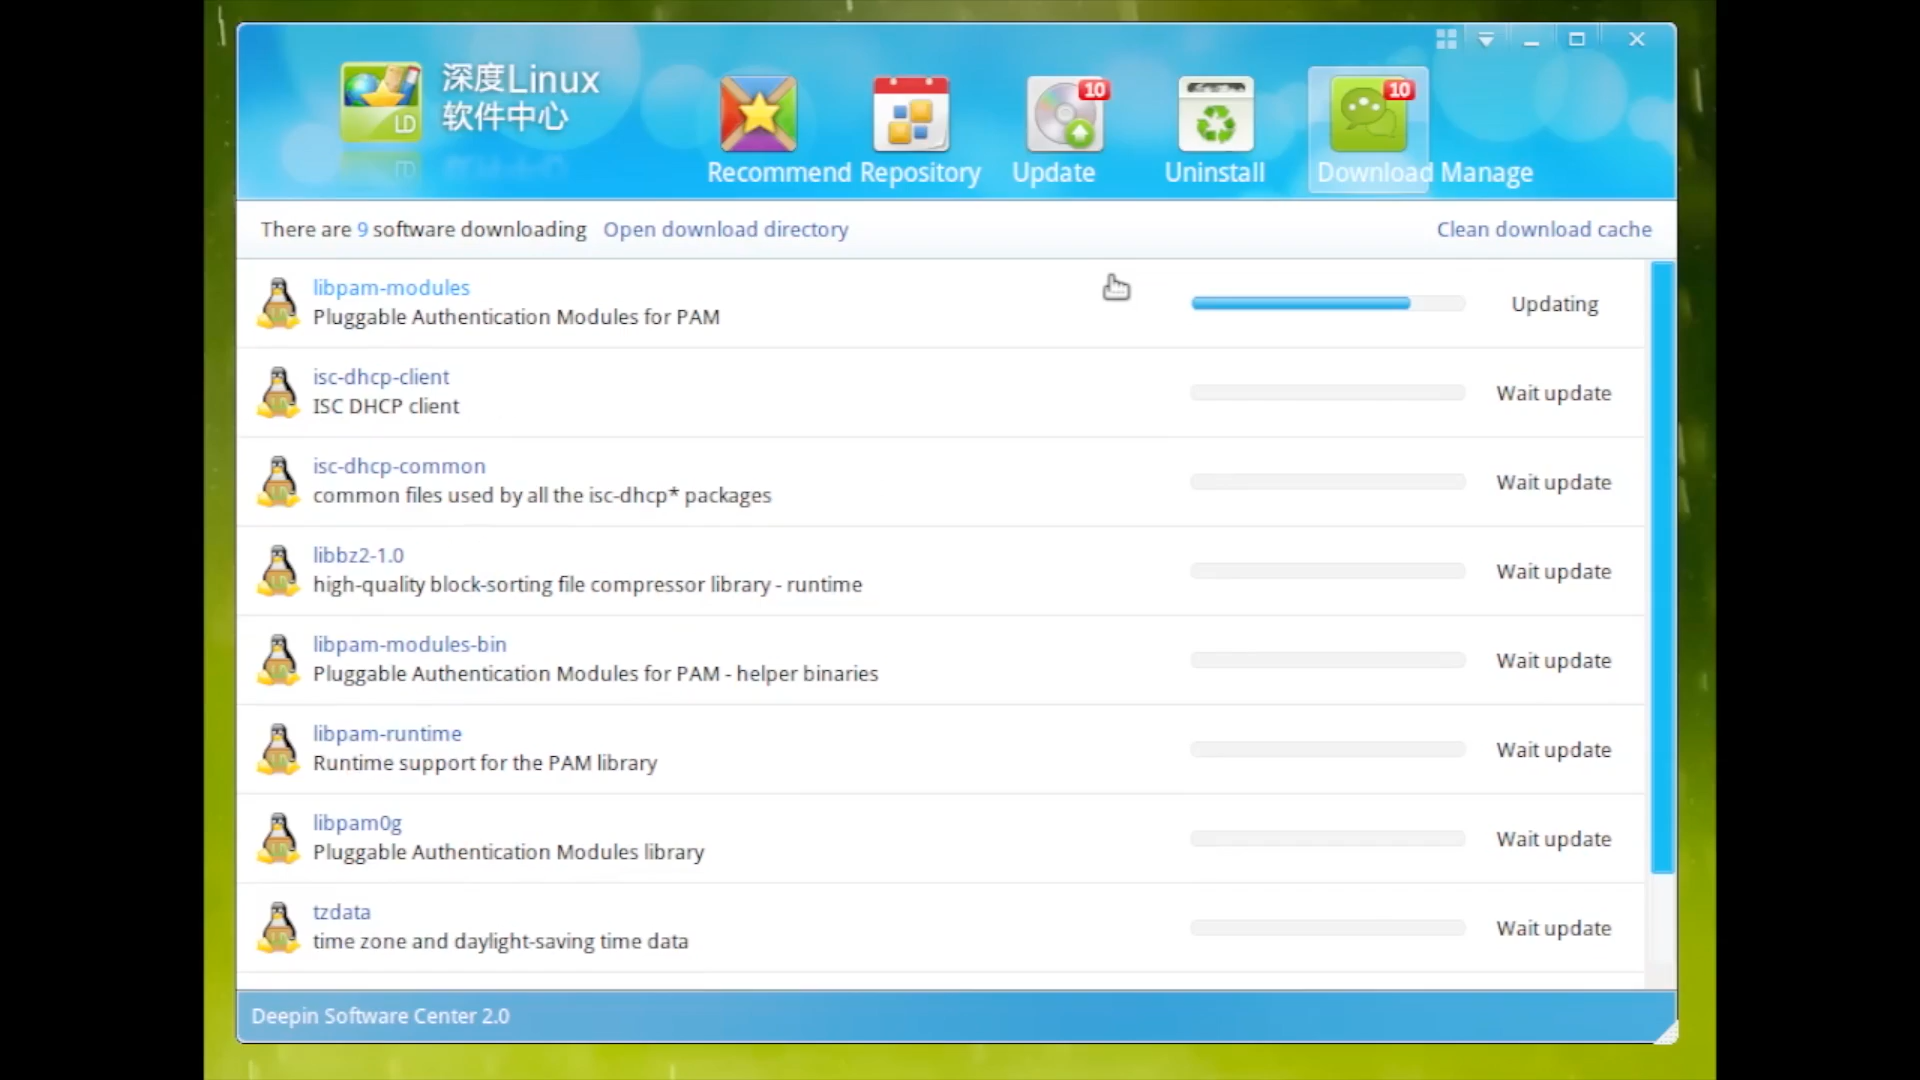 深度Linux
软件中心
LD
10
10
Recommend
Repository
Update
Uninstall
Download Manage
There are 9 software downloading
Open download directory
Clean download cache
libpam-modules
Pluggable Authentication Modules for PAM
Updating
isc-dhcp-client
ISC DHCP client
Wait update
isc-dhcp-common
common files used by all the isc-dhcp* packages
Wait update
libbz2-1.0
high-quality block-sorting file compressor library - runtime
Wait update
libpam-modules-bin
Pluggable Authentication Modules for PAM - helper binaries
Wait update
libpam-runtime
Runtime support for the PAM library
Wait update
libpam0g
Pluggable Authentication Modules library
Wait update
tzdata
time zone and daylight-saving time data
Wait update
Deepin Software Center 2.0